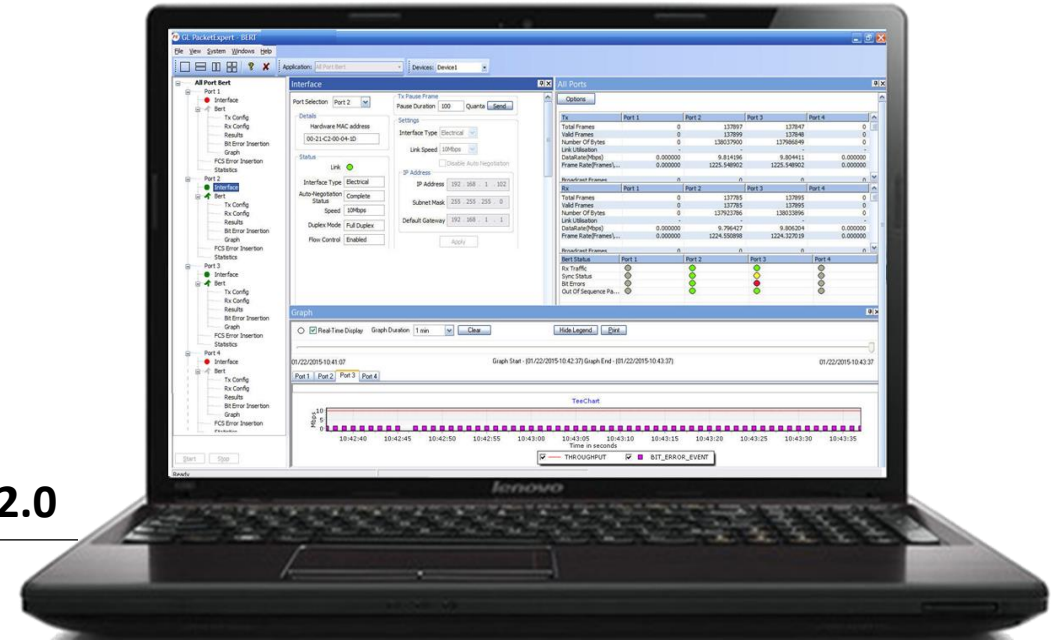 GL PacketExpert - BERT
File View System Windows Help
Application: All Port Bert Devices: Device1
All Port Bert
Port 1
Interface
Bert
Tx Config
Rx Config
Results
Bit Error Insertion
Graph
FCS Error Insertion
Statistics
Port 2
Interface
Bert
Tx Config
Rx Config
Results
Bit Error Insertion
Graph
FCS Error Insertion
Statistics
Port 3
Interface
Bert
Tx Config
Rx Config
Results
Bit Error Insertion
Graph
FCS Error Insertion
Statistics
Port 4
Interface
Bert
Tx Config
Rx Config
Results
Bit Error Insertion
Graph
FCS Error Insertion
Start Stop
Ready
Interface
Port Selection Port 2
Details
Hardware MAC address
00-21-C2-00-04-1D
Status
Link
Interface Type Electrical
Auto-Negotiation Status Complete
Speed 10Mbps
Duplex Mode Full Duplex
Flow Control Enabled
Tx Pause Frame
Pause Duration 100 Quanta Send
Settings
Interface Type Electrical
Link Speed 10Mbps
Disable Auto Negotiation
IP Address
IP Address 192 . 168 . 1 . 102
Subnet Mask 255 . 255 . 255 . 0
Default Gateway 192 . 168 . 1 . 1
Apply
All Ports
Options
Tx Port 1 Port 2 Port 3 Port 4
Total Frames 0 137897 137847 0
Valid Frames 0 137899 137848 0
Number Of Bytes 0 138037900 137986849 0
Link Utilisation - - - -
DataRate(Mbps) 0.000000 9.814196 9.804411 0.000000
Frame Rate(Frames\... 0.000000 1225.548902 1225.548902 0.000000
Broadcast Frames 0 0 0 0
Rx Port 1 Port 2 Port 3 Port 4
Total Frames 0 137785 137895 0
Valid Frames 0 137785 137895 0
Number Of Bytes 0 137923786 138033896 0
Link Utilisation - - - -
DataRate(Mbps) 0.000000 9.796427 9.806204 0.000000
Frame Rate(Frames\... 0.000000 1224.550898 1224.327019 0.000000
Broadcast Frames 0 0 0 0
Bert Status Port 1 Port 2 Port 3 Port 4
Rx Traffic
Sync Status
Bit Errors
Out Of Sequence Pa...
Graph
Real-Time Display Graph Duration 1 min Clear Hide Legend Print
01/22/2015-10:41:07 Graph Start - (01/22/2015-10:42:37) Graph End - (01/22/2015-10:43:37) 01/22/2015-10:43:37
Port 1 Port 2 Port 3 Port 4
TeeChart
Mbps
10
5
0
10:42:40 10:42:45 10:42:50 10:42:55 10:43:00 10:43:05 10:43:10 10:43:15 10:43:20 10:43:25 10:43:30 10:43:35
Time in seconds
THROUGHPUT BIT_ERROR_EVENT
lenovo
2.0